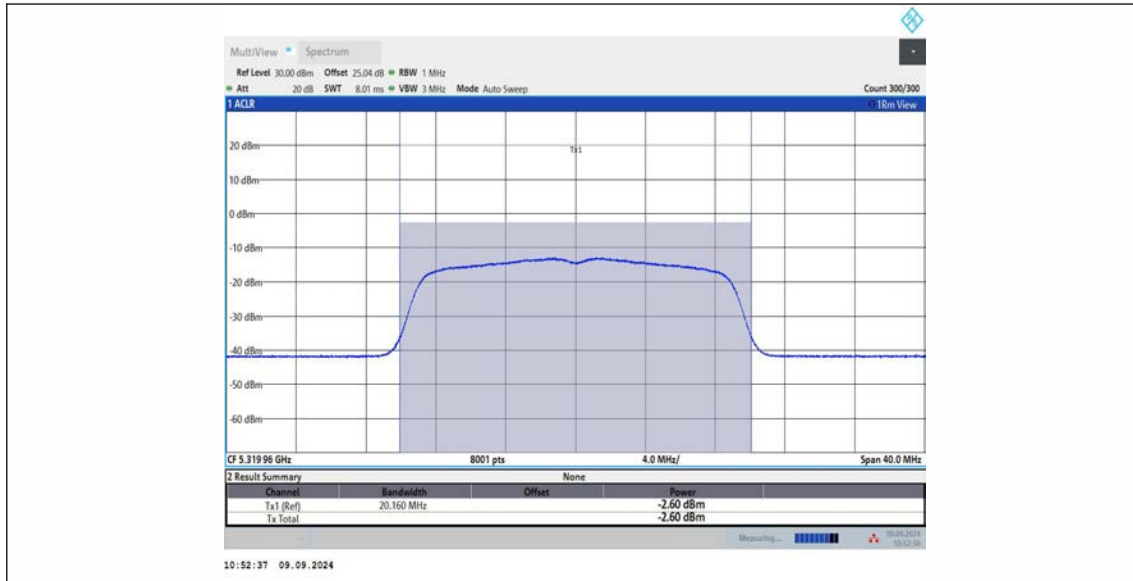 MultiView Spectrum
Ref Level 30.00 dBm Offset 25.04 dB RBW 1 MHz
Att 20 dB SWT 8.01 ms VBW 3 MHz Mode Auto Sweep Count 300/300
1 ACLR 1Rm View
20 dBm
Tx1
10 dBm
0 dBm
-10 dBm
-20 dBm
-30 dBm
-40 dBm
-50 dBm
-60 dBm
CF 5.319 96 GHz 8001 pts 4.0 MHz/ Span 40.0 MHz
2 Result Summary None
Channel Bandwidth Offset Power
Tx1 (Ref) 20.160 MHz -2.60 dBm
Tx Total -2.60 dBm
Measuring... 09.09.2024
10:52:37 09.09.2024